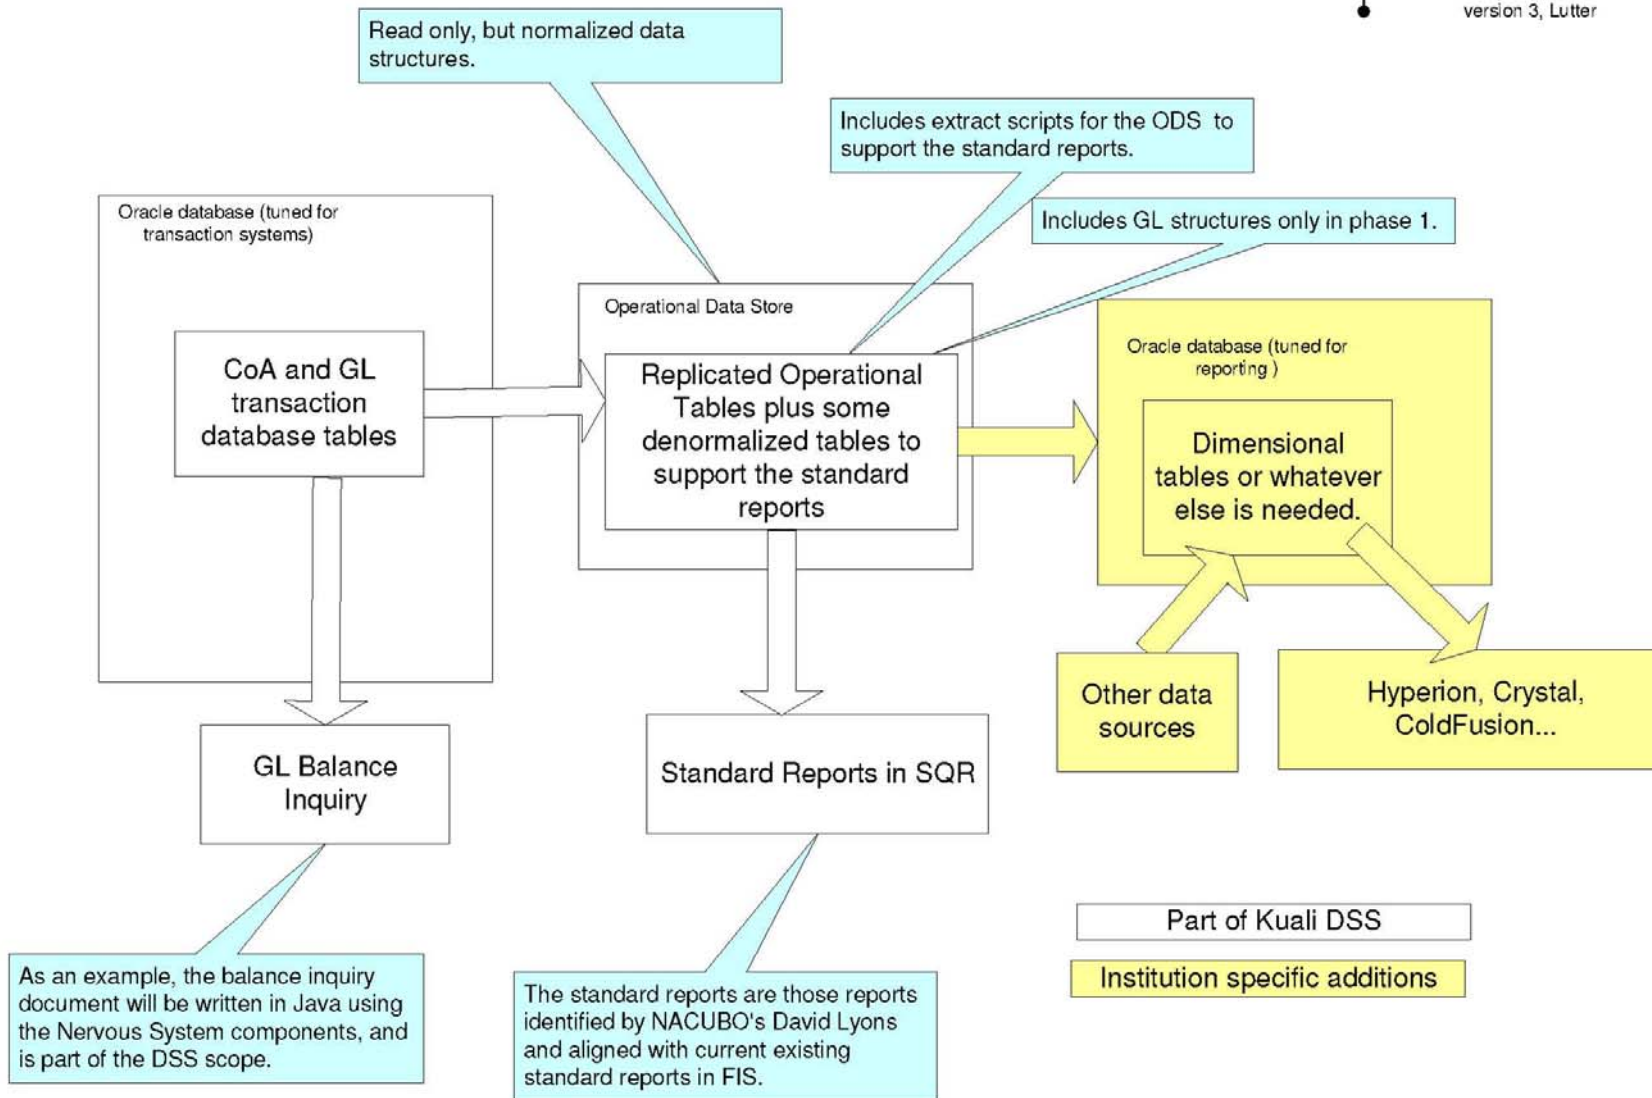 version 3, Lutter
Read only, but normalized data
structures.
Includes extract scripts for the ODS to
support the standard reports.
Includes GL structures only in phase 1.
Oracle database (tuned for
transaction systems)
CoA and GL
transaction
database tables
Operational Data Store
Replicated Operational
Tables plus some
denormalized tables to
support the standard
reports
Oracle database (tuned for
reporting )
Dimensional
tables or whatever
else is needed.
Other data
sources
Hyperion, Crystal,
ColdFusion...
GL Balance
Inquiry
Standard Reports in SQR
Part of Kuali DSS
Institution specific additions
As an example, the balance inquiry
document will be written in Java using
the Nervous System components, and
is part of the DSS scope.
The standard reports are those reports
identified by NACUBO's David Lyons
and aligned with current existing
standard reports in FIS.